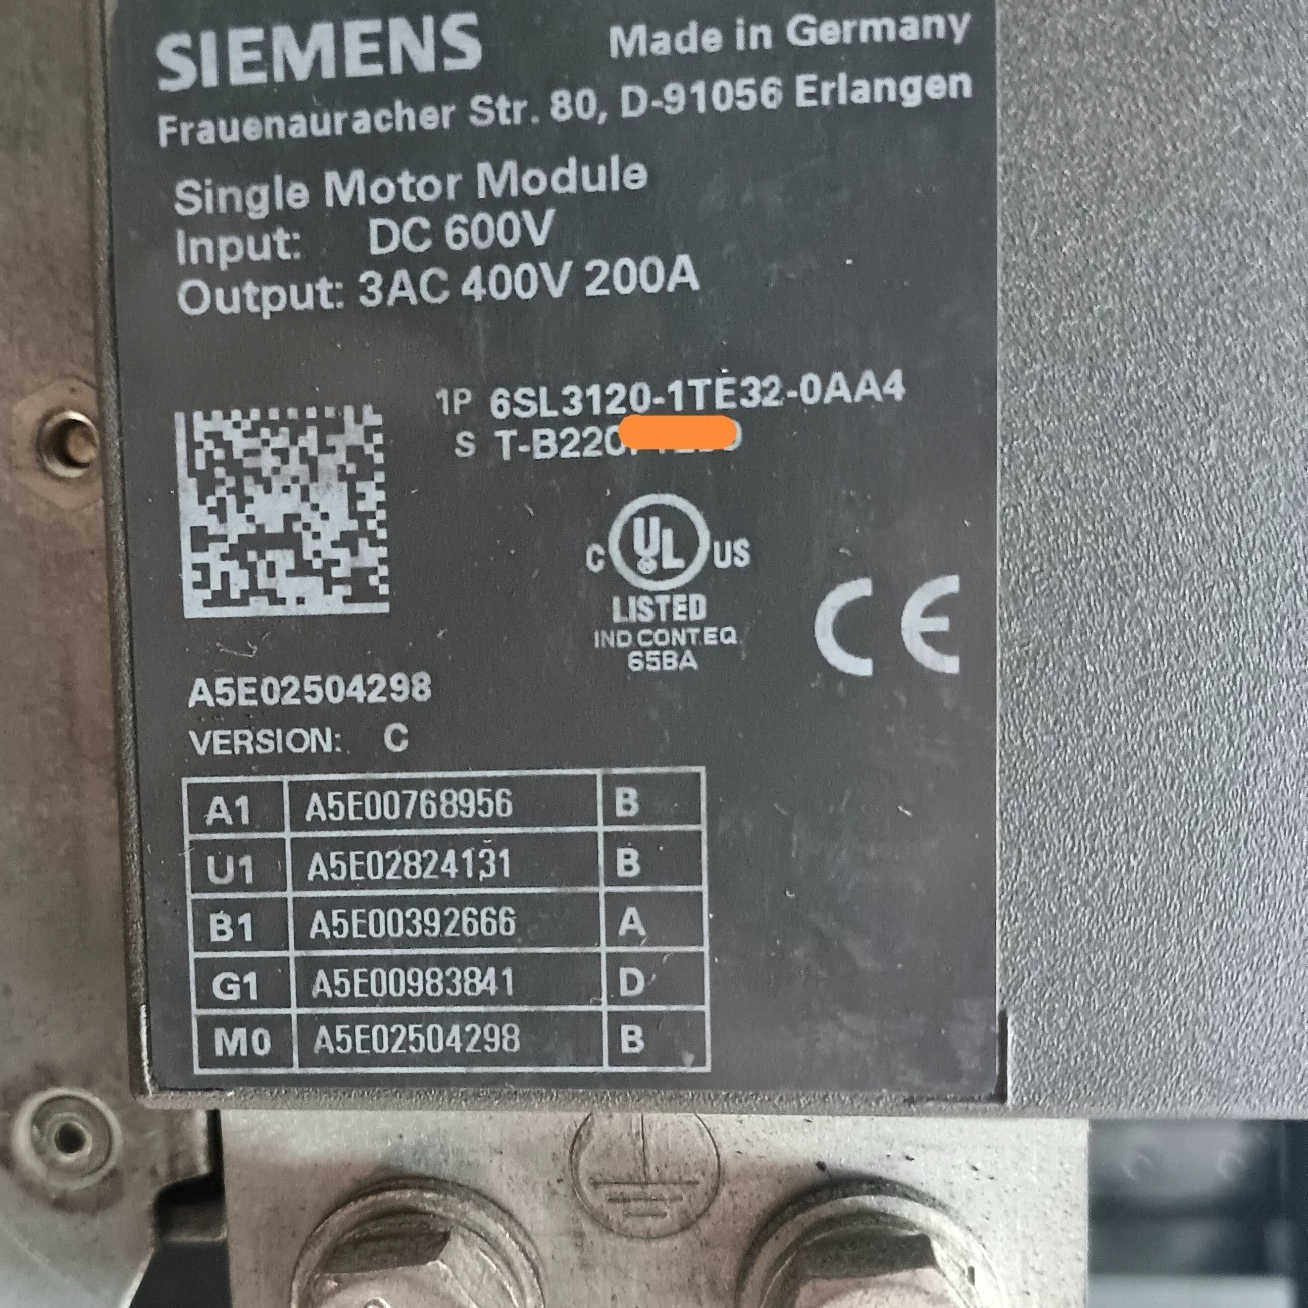 SIEMENS Made in Germany
Frauenauracher Str. 80, D-91056 Erlangen
Single Motor Module
Input: DC 600V
Output: 3AC 400V 200A
1P 6SL3120-1TE32-0AA4
S
C UL US
LISTED
IND CONT EQ
65BA
CE
A5E02504298
VERSION: C
A1 A5E00768956 B
U1 A5E02824131 B
B1 A5E00392666 A
G1 A5E00983841 D
M0 A5E02504298 B